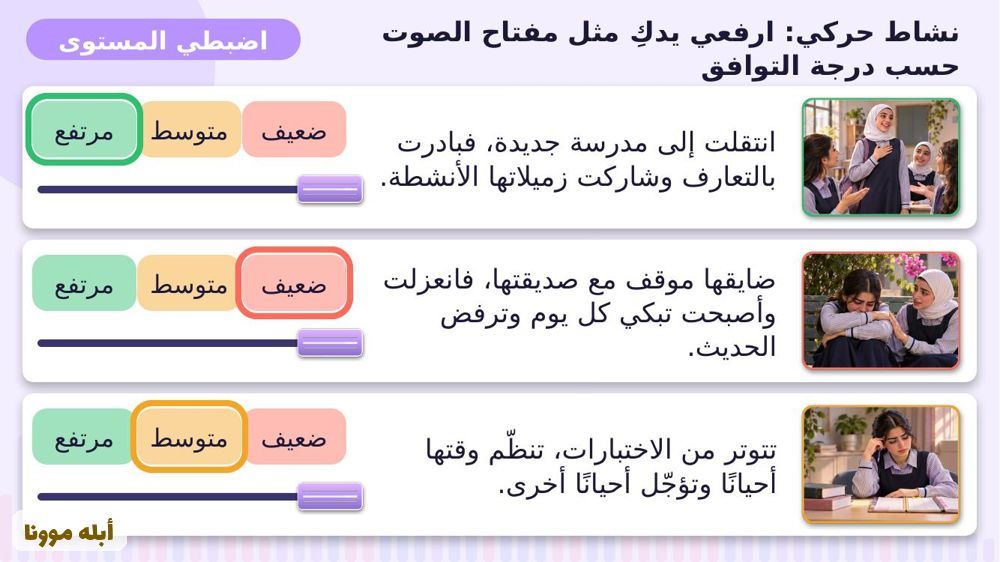 نشاط حركي: ارفعي يدكِ مثل مفتاح الصوت
حسب درجة التوافق
اضبطي المستوى
انتقلت إلى مدرسة جديدة، فبادرت
بالتعارف وشاركت زميلاتها الأنشطة.
ضعيف متوسط مرتفع
ضايقها موقف مع صديقتها، فانعزلت
وأصبحت تبكي كل يوم وترفض
الحديث.
ضعيف متوسط مرتفع
تتوتر من الاختبارات، تنظّم وقتها
أحيانًا وتؤجّل أحيانًا أخرى.
ضعيف متوسط مرتفع
أبله موونا